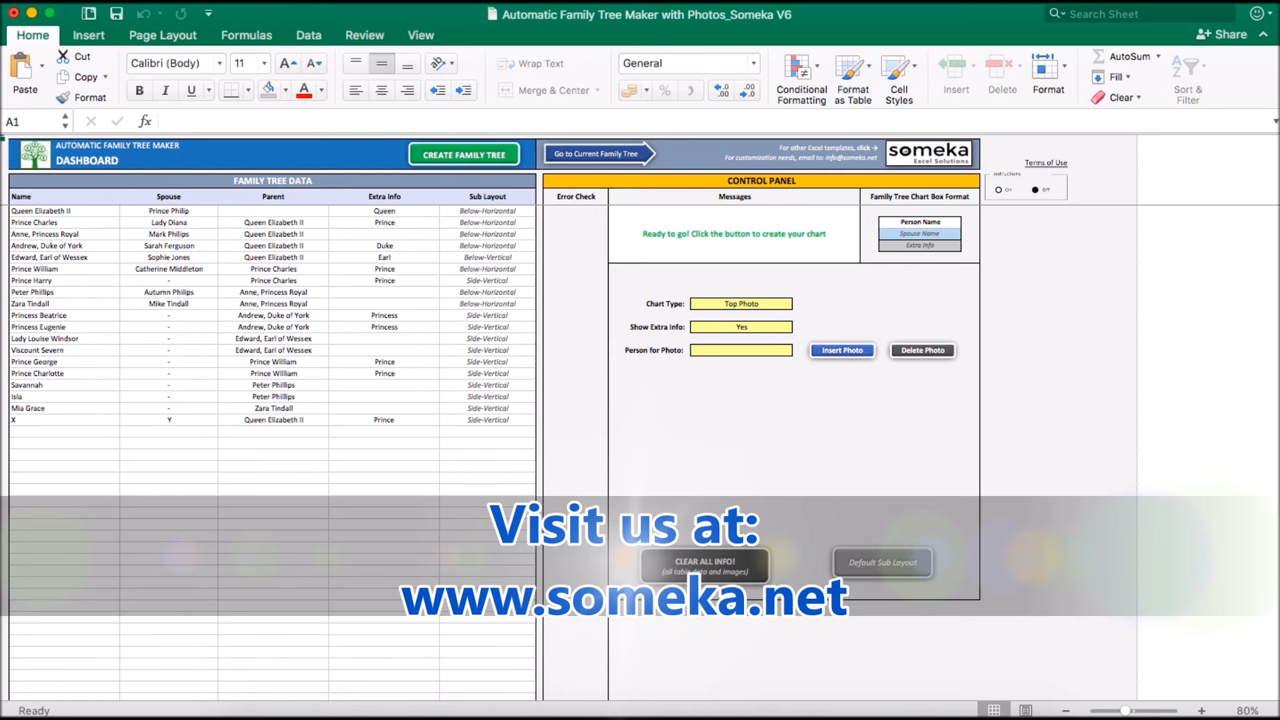 Automatic Family Tree Maker with Photos_Someka V6
Search Sheet
Home Insert Page Layout Formulas Data Review View
Share
Paste
Cut
Copy
Format
Calibri (Body) 11
B I U
Wrap Text
Merge & Center
General
Conditional Formatting
Format as Table
Cell Styles
Insert
Delete
Format
AutoSum
Fill
Clear
Sort & Filter
A1
fx
AUTOMATIC FAMILY TREE MAKER
DASHBOARD
CREATE FAMILY TREE
Go to Current Family Tree
For other Excel templates, click →
For customization needs, email to: info@someka.net
someka
Excel Solutions
Terms of Use
Instructions
On Off
FAMILY TREE DATA
Name Spouse Parent Extra Info Sub Layout
Queen Elizabeth II Prince Philip Queen Below-Horizontal
Prince Charles Lady Diana Queen Elizabeth II Prince Below-Horizontal
Anne, Princess Royal Mark Philips Queen Elizabeth II Below-Horizontal
Andrew, Duke of York Sarah Ferguson Queen Elizabeth II Duke Below-Horizontal
Edward, Earl of Wessex Sophie Jones Queen Elizabeth II Earl Below-Vertical
Prince William Catherine Middleton Prince Charles Prince Below-Horizontal
Prince Harry - Prince Charles Prince Side-Vertical
Peter Phillips Autumn Philips Anne, Princess Royal Below-Horizontal
Zara Tindall Mike Tindall Anne, Princess Royal Below-Horizontal
Princess Beatrice - Andrew, Duke of York Princess Side-Vertical
Princess Eugenie - Andrew, Duke of York Princess Side-Vertical
Lady Louise Windsor - Edward, Earl of Wessex Side-Vertical
Viscount Severn - Edward, Earl of Wessex Side-Vertical
Prince George - Prince William Prince Side-Vertical
Prince Charlotte - Prince William Prince Side-Vertical
Savannah - Peter Phillips Side-Vertical
Isla - Peter Phillips Side-Vertical
Mia Grace - Zara Tindall Side-Vertical
X Y Queen Elizabeth II Prince Side-Vertical
CONTROL PANEL
Error Check Messages Family Tree Chart Box Format
Ready to go! Click the button to create your chart
Person Name
Spouse Name
Extra Info
Chart Type: Top Photo
Show Extra Info: Yes
Person for Photo: Insert Photo Delete Photo
CLEAR ALL INFO!
(all table data and images)
Default Sub Layout
Visit us at:
www.someka.net
Ready
80%